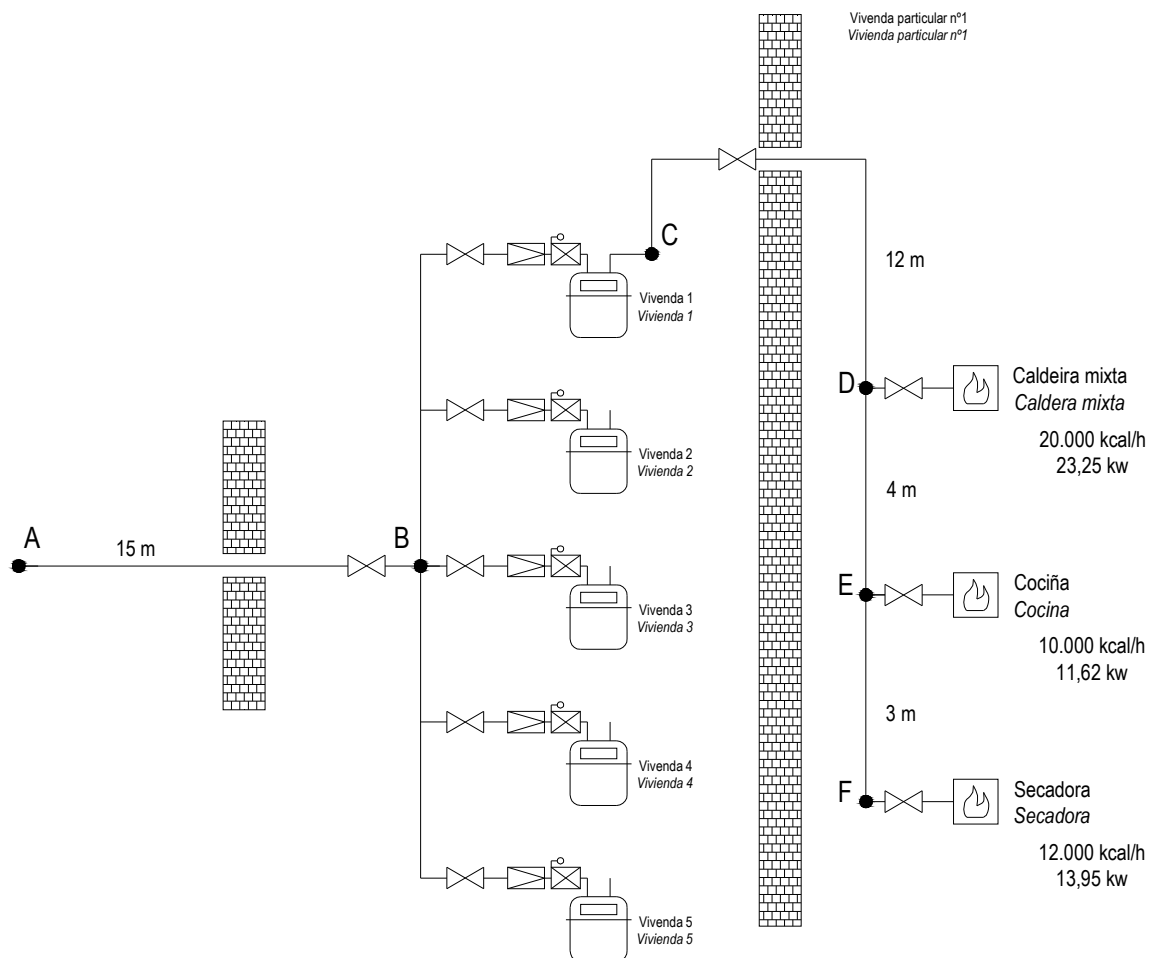 Vivenda particular nº1
Vivienda particular nº1
C
12 m
Vivenda 1
Vivienda 1
D
Caldeira mixta
Caldera mixta
20.000 kcal/h
23,25 kw
Vivenda 2
Vivienda 2
4 m
A
15 m
B
Vivenda 3
Vivienda 3
E
Cociña
Cocina
10.000 kcal/h
11,62 kw
3 m
Vivenda 4
Vivienda 4
F
Secadora
Secadora
12.000 kcal/h
13,95 kw
Vivenda 5
Vivienda 5